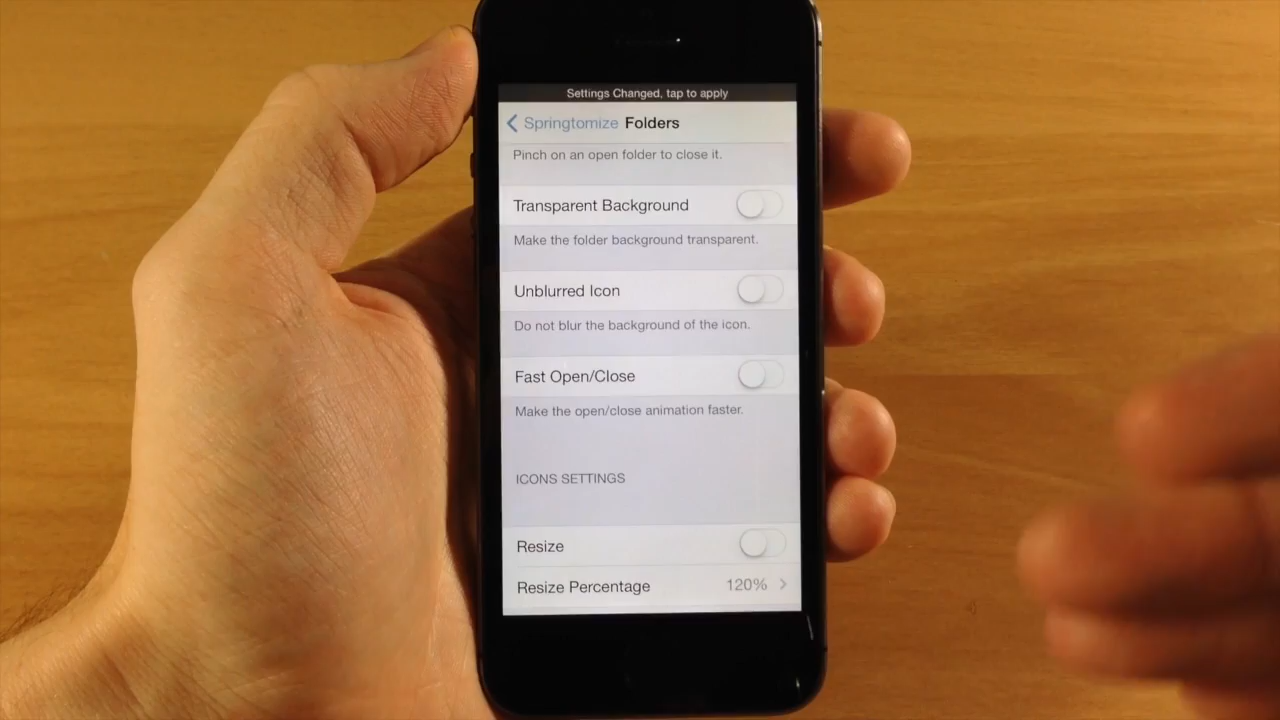 Settings Changed, tap to apply
Springtomize Folders
Pinch on an open folder to close it.
Transparent Background
Make the folder background transparent.
Unblurred Icon
Do not blur the background of the icon.
Fast Open/Close
Make the open/close animation faster.
ICONS SETTINGS
Resize
Resize Percentage 120%